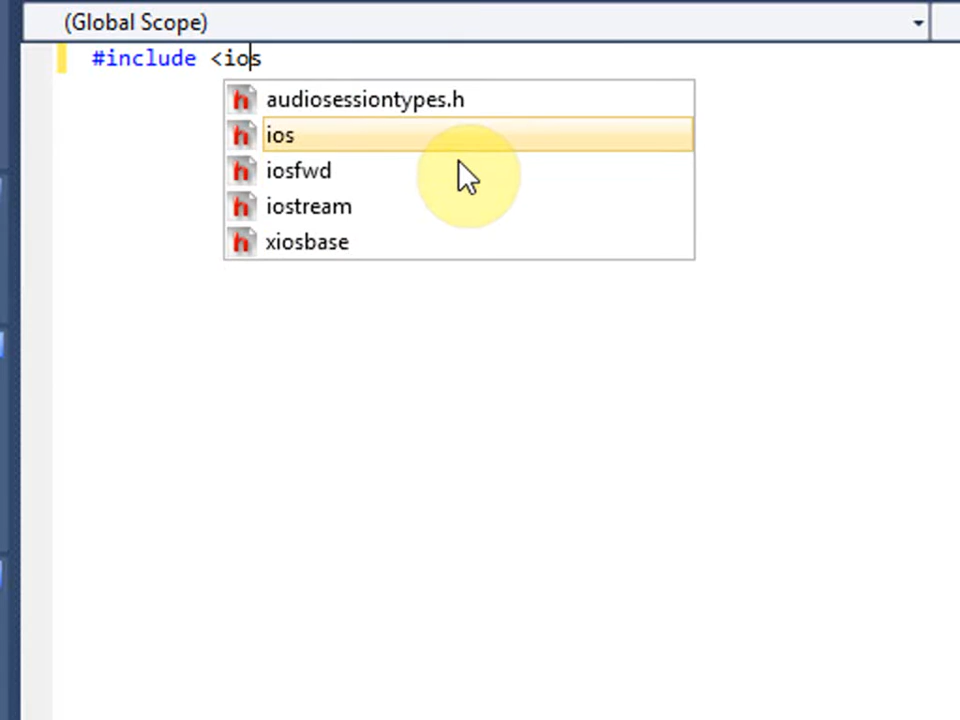 (Global Scope)
#include <ios
audiosessiontypes.h
ios
iosfwd
iostream
xiosbase